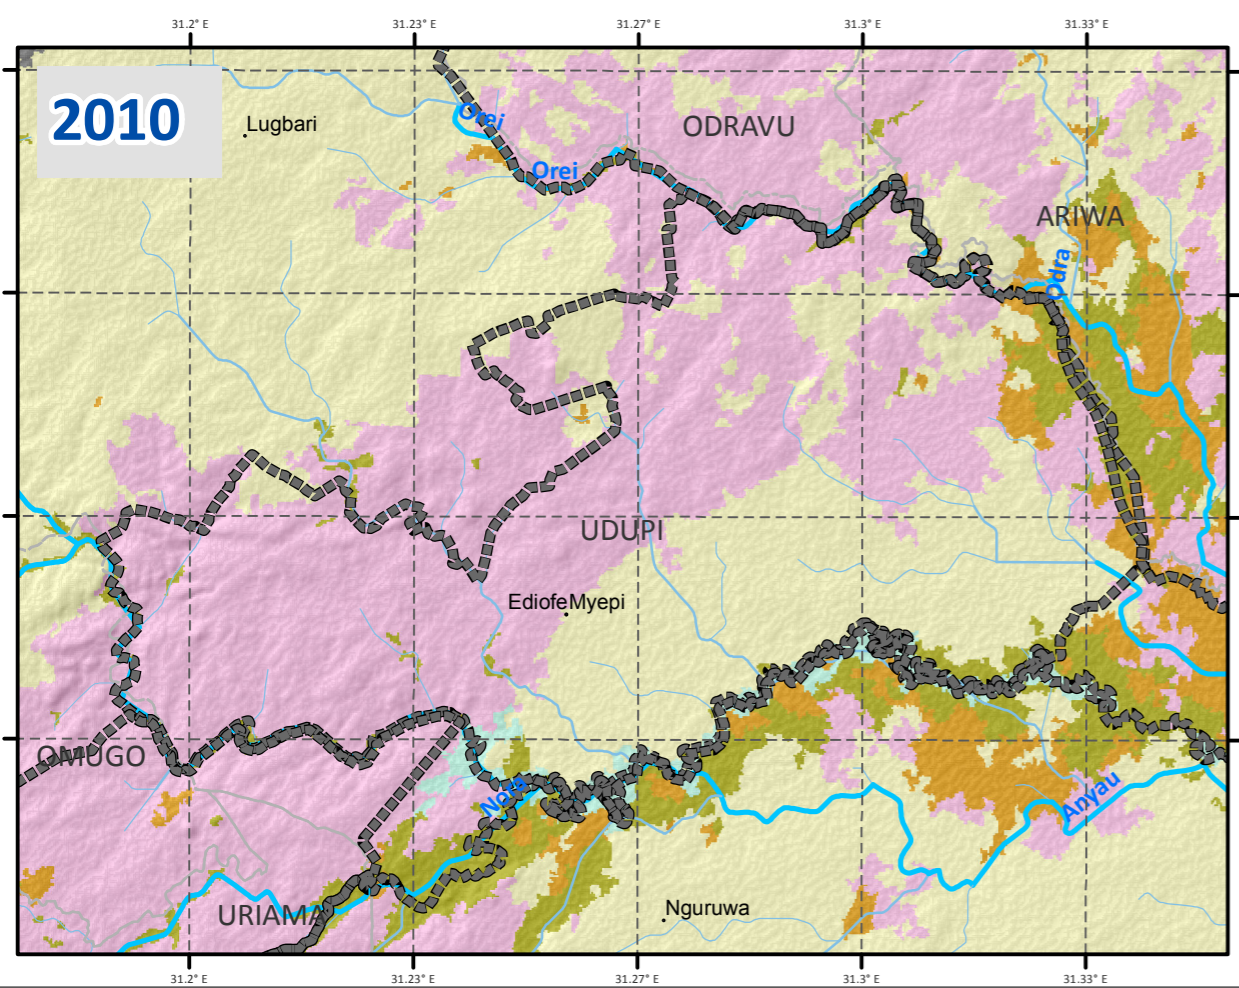 31.2° E 31.23° E 31.27° E 31.3° E 31.33° E
2010
Lugbari
Orei
ODRAVU
Orei
ARIWA
Odra
UDUPI
EdiofeMyepi
OMUGO
Nora
Anyau
URIAMA
Nguruwa
31.2° E 31.23° E 31.27° E 31.3° E 31.33° E